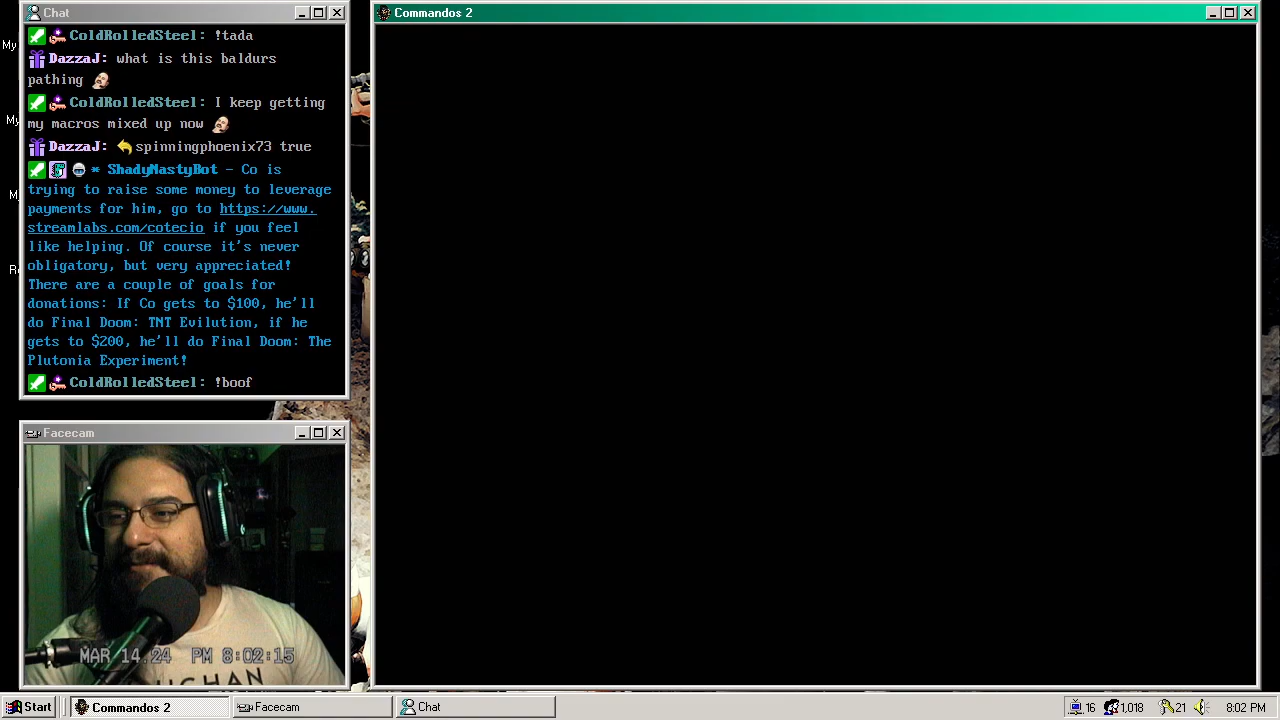 Chat
Commandos 2
My
My
M
Re
ColdRolledSteel: !tada
DazzaJ: what is this baldurs
pathing
ColdRolledSteel: I keep getting
my macros mixed up now
DazzaJ: spinningphoenix73 true
* ShadyNastyBot - Co is
trying to raise some money to leverage
payments for him, go to https://www.
streamlabs.com/cotecio if you feel
like helping. Of course it's never
obligatory, but very appreciated!
There are a couple of goals for
donations: If Co gets to $100, he'll
do Final Doom: TNT Evilution, if he
gets to $200, he'll do Final Doom: The
Plutonia Experiment!
ColdRolledSteel: !boof
Facecam
MAR 14.24 PM 8:02:15
Start
Commandos 2
Facecam
Chat
16
1,018
21
8:02 PM